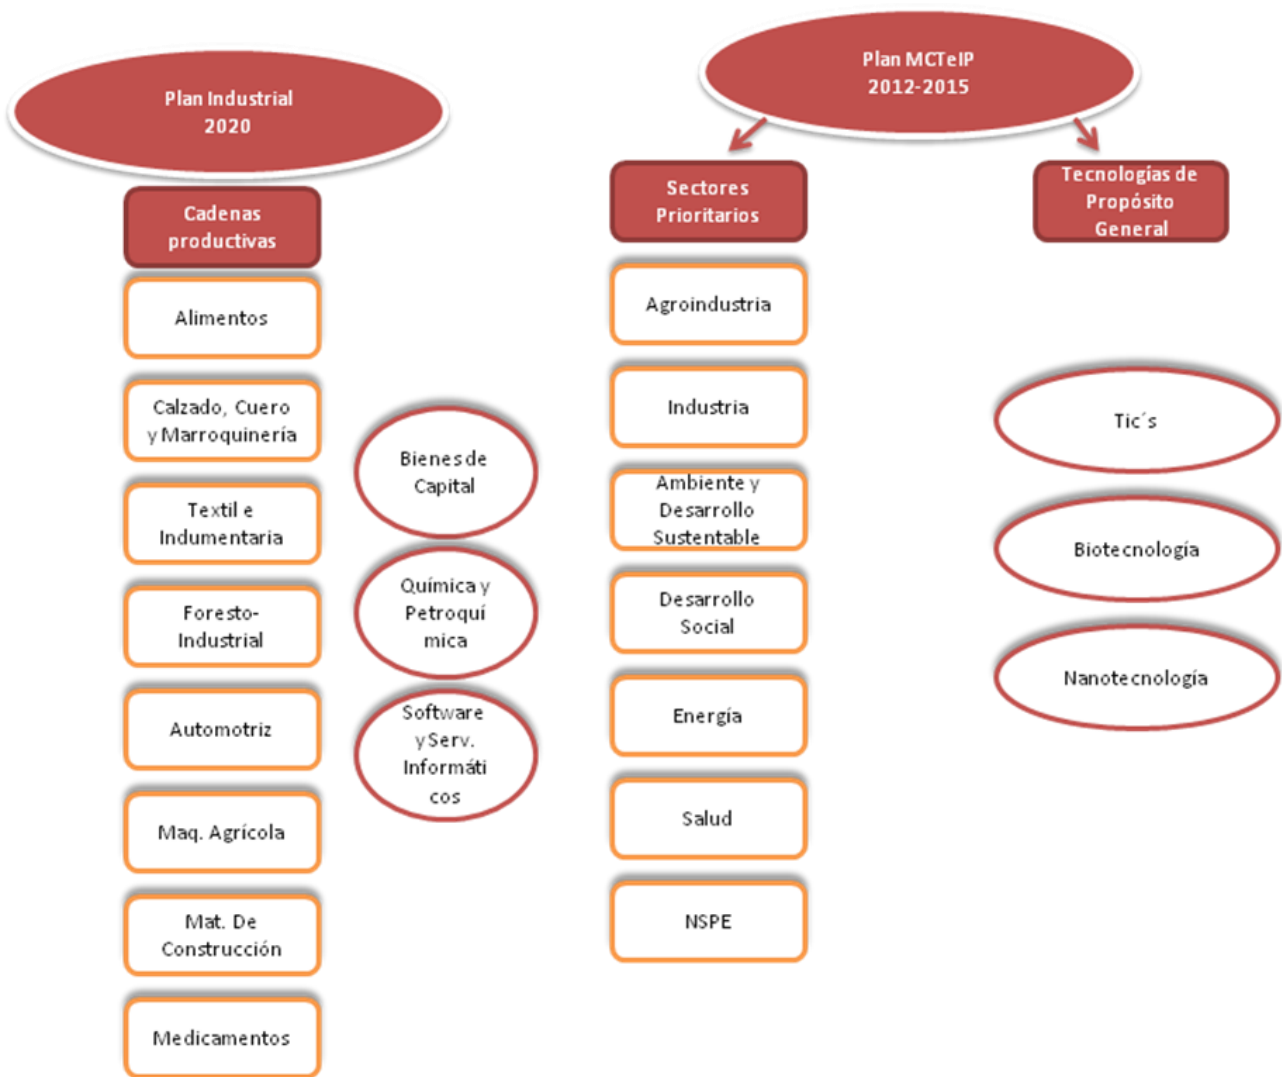 Plan Industrial
2020
Cadenas
productivas
Alimentos
Calzado, Cuero
y Marroquinería
Textil e
Indumentaria
Foresto-
Industrial
Automotriz
Maq. Agrícola
Mat. De
Construcción
Medicamentos
Bienes de
Capital
Química y
Petroquí
mica
Software
y Serv.
Informáti
cos
Plan MCTeIP
2012-2015
Sectores
Prioritarios
Agroindustria
Industria
Ambiente y
Desarrollo
Sustentable
Desarrollo
Social
Energía
Salud
NSPE
Tecnologías de
Propósito
General
Tic´s
Biotecnología
Nanotecnología